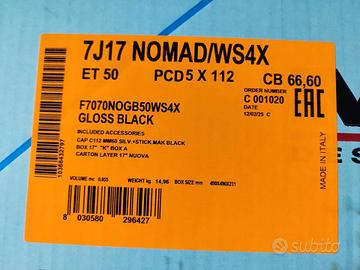 7J17 NOMAD/WS4X
ET 50 PCD5 X 112 CB 66,60
ORDER NUMBER
C 001020
DATE
12/02/25 C
F7070NOGB50WS4X
GLOSS BLACK
EAC
INCLUDED ACCESSORIES
CAP C112 MM60 SILV.+STICK.MAK BLACK
BOX 17" "K" BOX A
CARTON LAYER 17" NUOVA
MADE IN ITALY
VOLUME mc 0,055 WEIGHT kg 14,96 BOX SIZE mm
8 030580 296427
subito